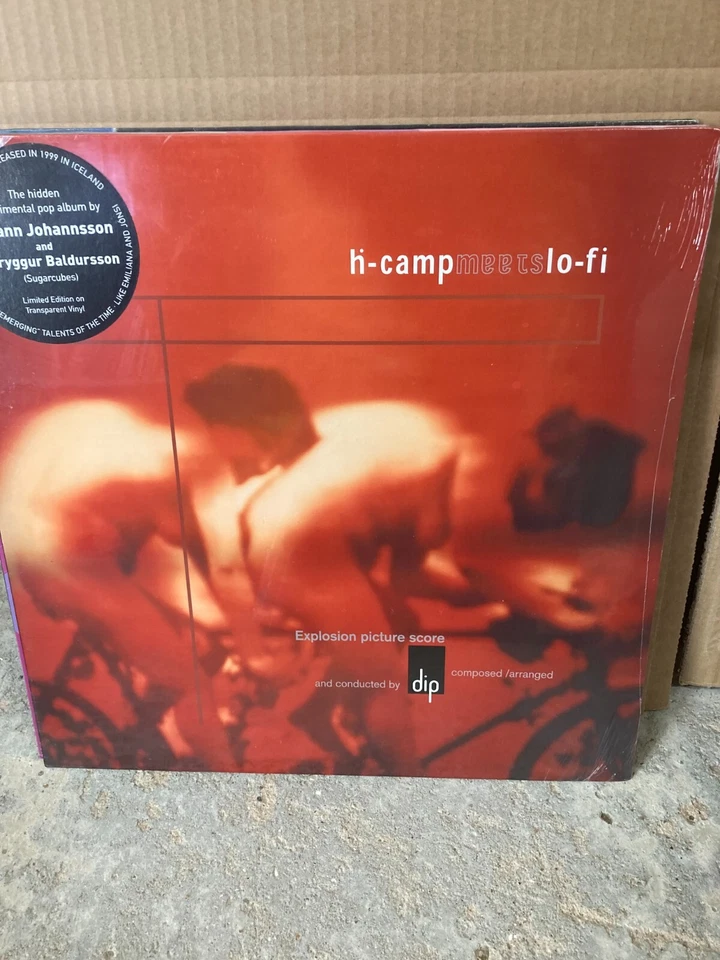 EASED IN 1999 IN ICELAND
The hidden
imental pop album by
ann Johannsson
and
ryggur Baldursson
(Sugarcubes)
Limited Edition on
Transparent Vinyl
"EMERGING" TALENTS OF THE TIME · LIKE EMILIANA AND JONSI
ḧ-campmeetslo-fi
Explosion picture score
dip composed /arranged
and conducted by